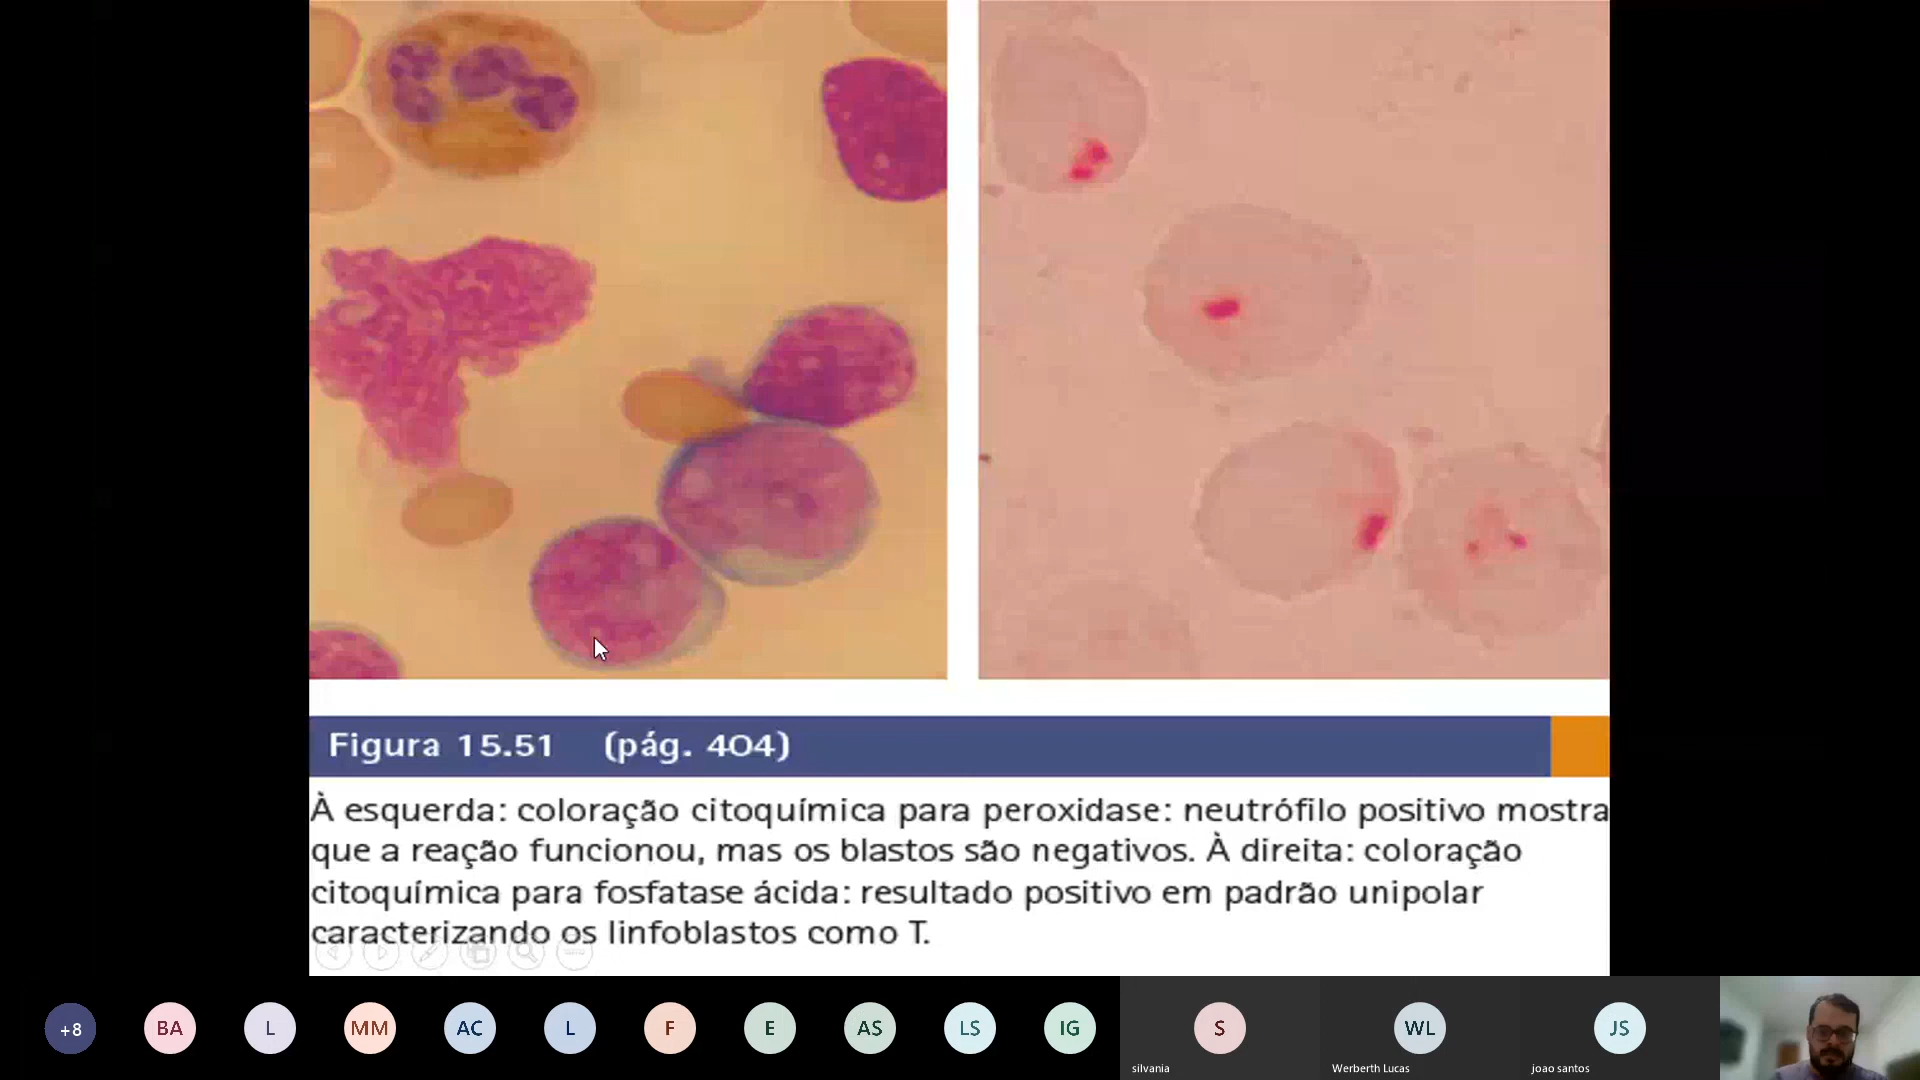 Figura 15.51 (pág. 404)
À esquerda: coloração citoquímica para peroxidase: neutrófilo positivo mostra
que a reação funcionou, mas os blastos são negativos. À direita: coloração
citoquímica para fosfatase ácida: resultado positivo em padrão unipolar
caracterizando os linfoblastos como T.
+8 BA L MM AC L F E AS LS IG S WL JS
silvania Werberth Lucas joao santos